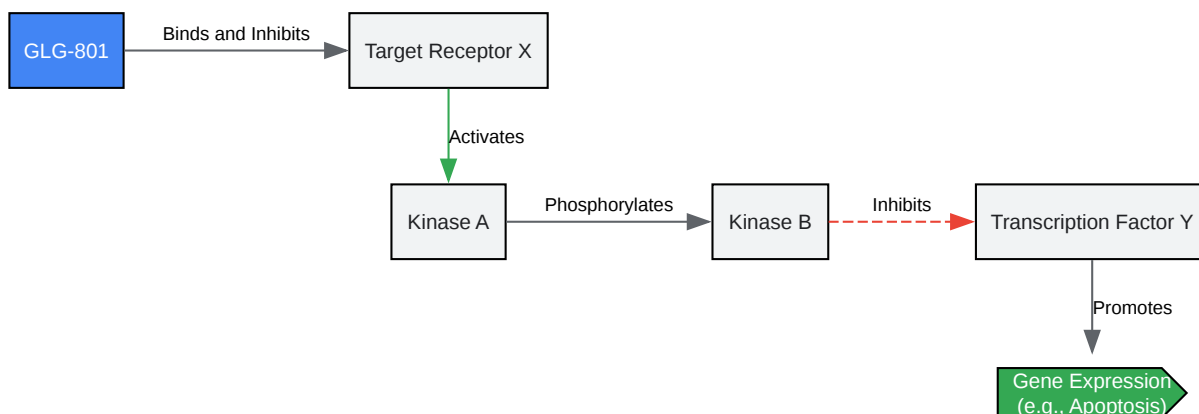 GLG-801
Binds and Inhibits
Target Receptor X
Activates
Kinase A
Phosphorylates
Kinase B
Inhibits
Transcription Factor Y
Promotes
Gene Expression
(e.g., Apoptosis)